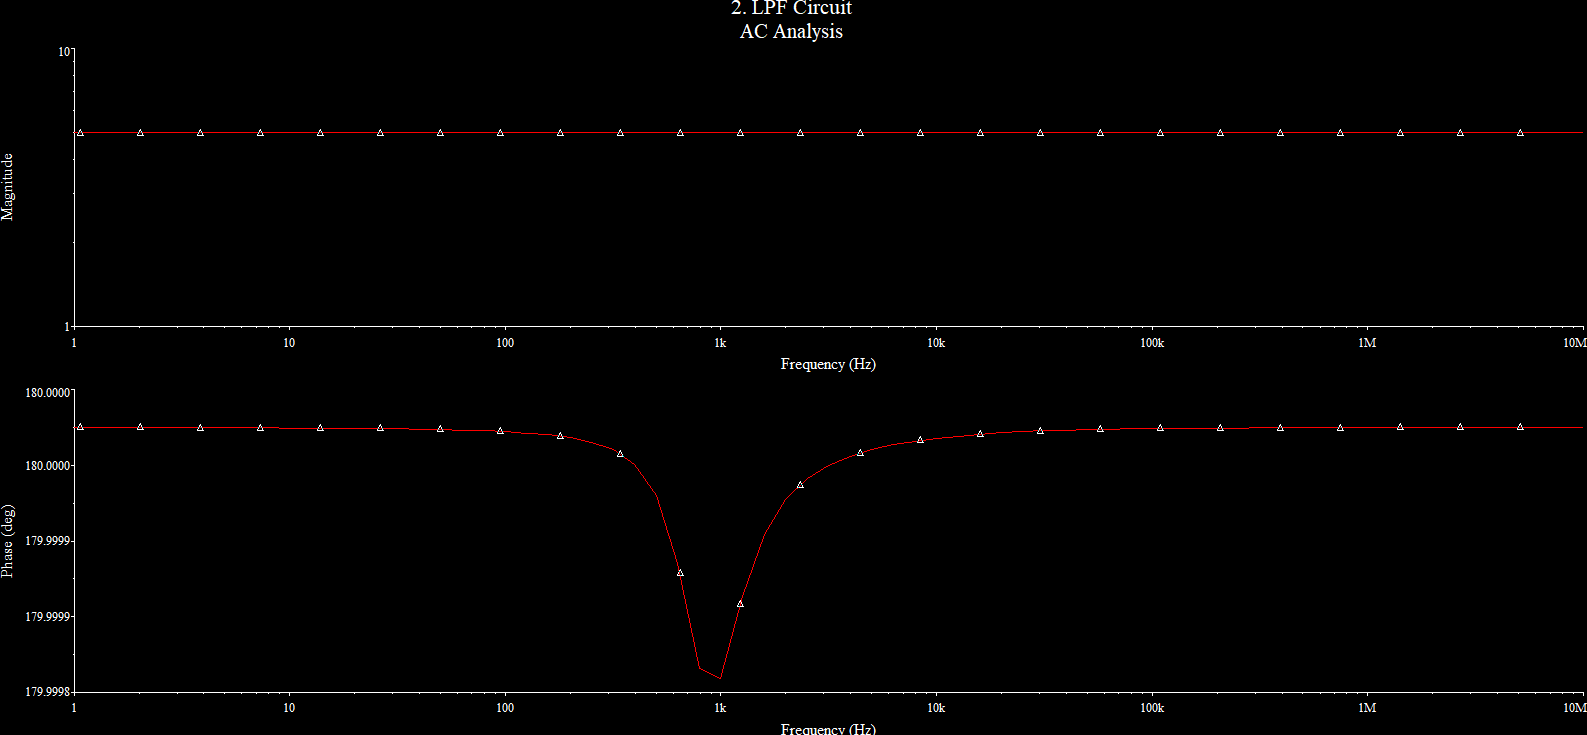 2. LPF Circuit
AC Analysis
10
Magnitude
1
1 10 100 1k 10k 100k 1M 10M
Frequency (Hz)
180.0000
180.0000
Phase (deg)
179.9999
179.9999
179.9998
1 10 100 1k 10k 100k 1M 10M
Frequency (Hz)